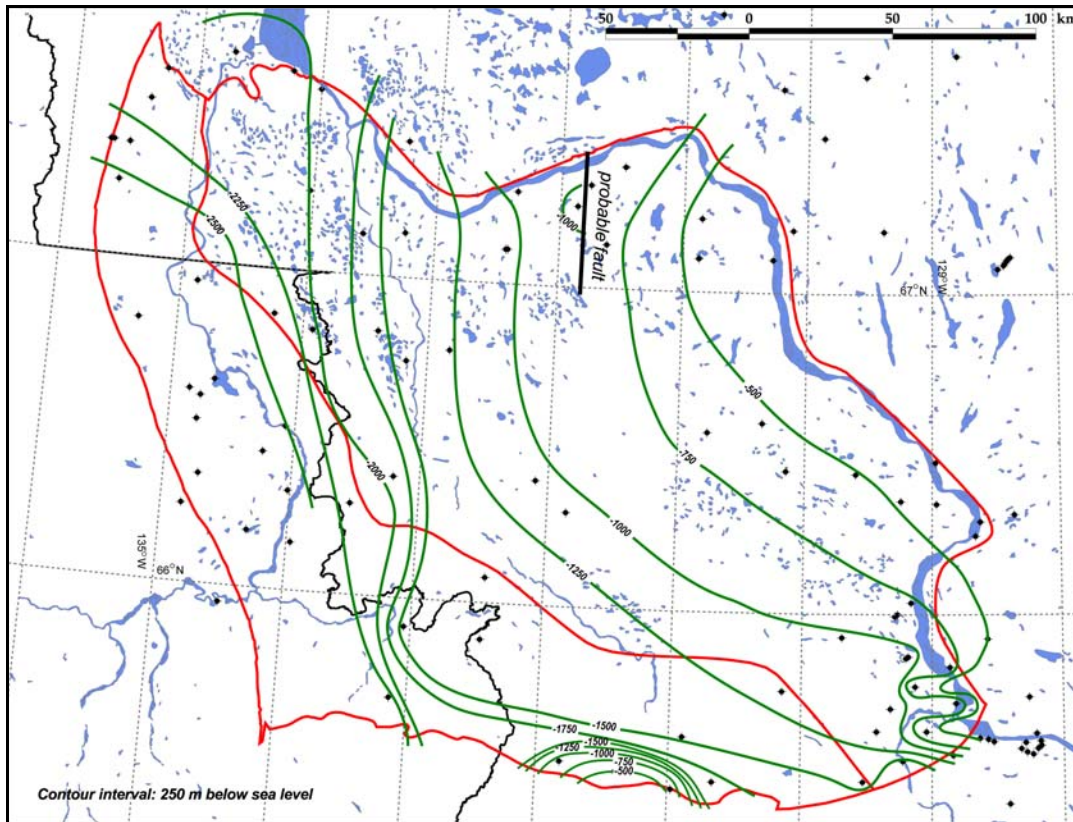 50 0 50 100 km
probable fault
-2250
-2500
-1000
67°N
129°W
-500
-750
-2000
-1000
-1250
135°W
66°N
-1500
-1750
-1500
-1250
-1000
-750
-500
Contour interval: 250 m below sea level